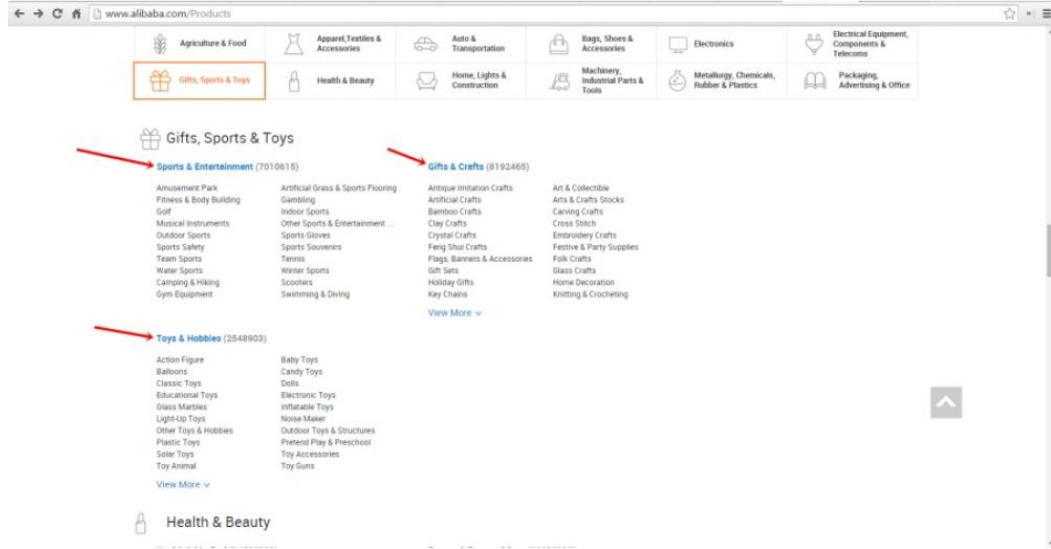 www.alibaba.com/Products
Agriculture & Food
Apparel,Textiles &
Accessories
Auto &
Transportation
Bags, Shoes &
Accessories
Electronics
Electrical Equipment,
Components &
Telecoms
Gifts, Sports & Toys
Health & Beauty
Home, Lights &
Construction
Machinery,
Industrial Parts &
Tools
Metallurgy, Chemicals,
Rubber & Plastics
Packaging,
Advertising & Office
Gifts, Sports & Toys
Sports & Entertainment (7010615)
Amusement Park
Fitness & Body Building
Golf
Musical Instruments
Outdoor Sports
Sports Safety
Team Sports
Water Sports
Camping & Hiking
Gym Equipment
Artificial Grass & Sports Flooring
Gambling
Indoor Sports
Other Sports & Entertainment ...
Sports Gloves
Sports Souvenirs
Tennis
Winter Sports
Scooters
Swimming & Diving
Gifts & Crafts (8192465)
Antique Imitation Crafts
Artificial Crafts
Bamboo Crafts
Clay Crafts
Crystal Crafts
Feng Shui Crafts
Flags, Banners & Accessories
Gift Sets
Holiday Gifts
Key Chains
Art & Collectible
Arts & Crafts Stocks
Carving Crafts
Cross Stitch
Embroidery Crafts
Festive & Party Supplies
Folk Crafts
Glass Crafts
Home Decoration
Knitting & Crocheting
View More
Toys & Hobbies (2548903)
Action Figure
Balloons
Classic Toys
Educational Toys
Glass Marbles
Light-Up Toys
Other Toys & Hobbies
Plastic Toys
Solar Toys
Toy Animal
Baby Toys
Candy Toys
Dolls
Electronic Toys
Inflatable Toys
Noise Maker
Outdoor Toys & Structures
Pretend Play & Preschool
Toy Accessories
Toy Guns
View More
Health & Beauty